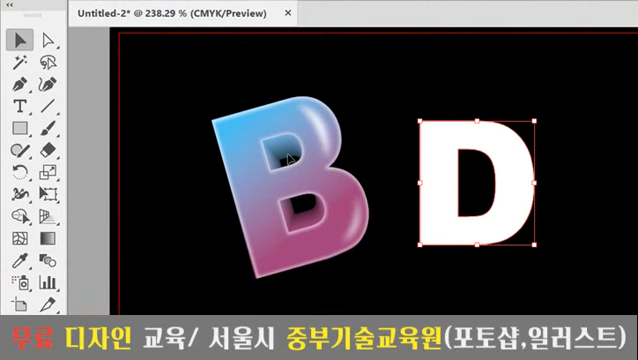 Untitled-2* @ 238.29 % (CMYK/Preview)
B D
무료 디자인 교육/ 서울시 중부기술교육원(포토샵,일러스트)